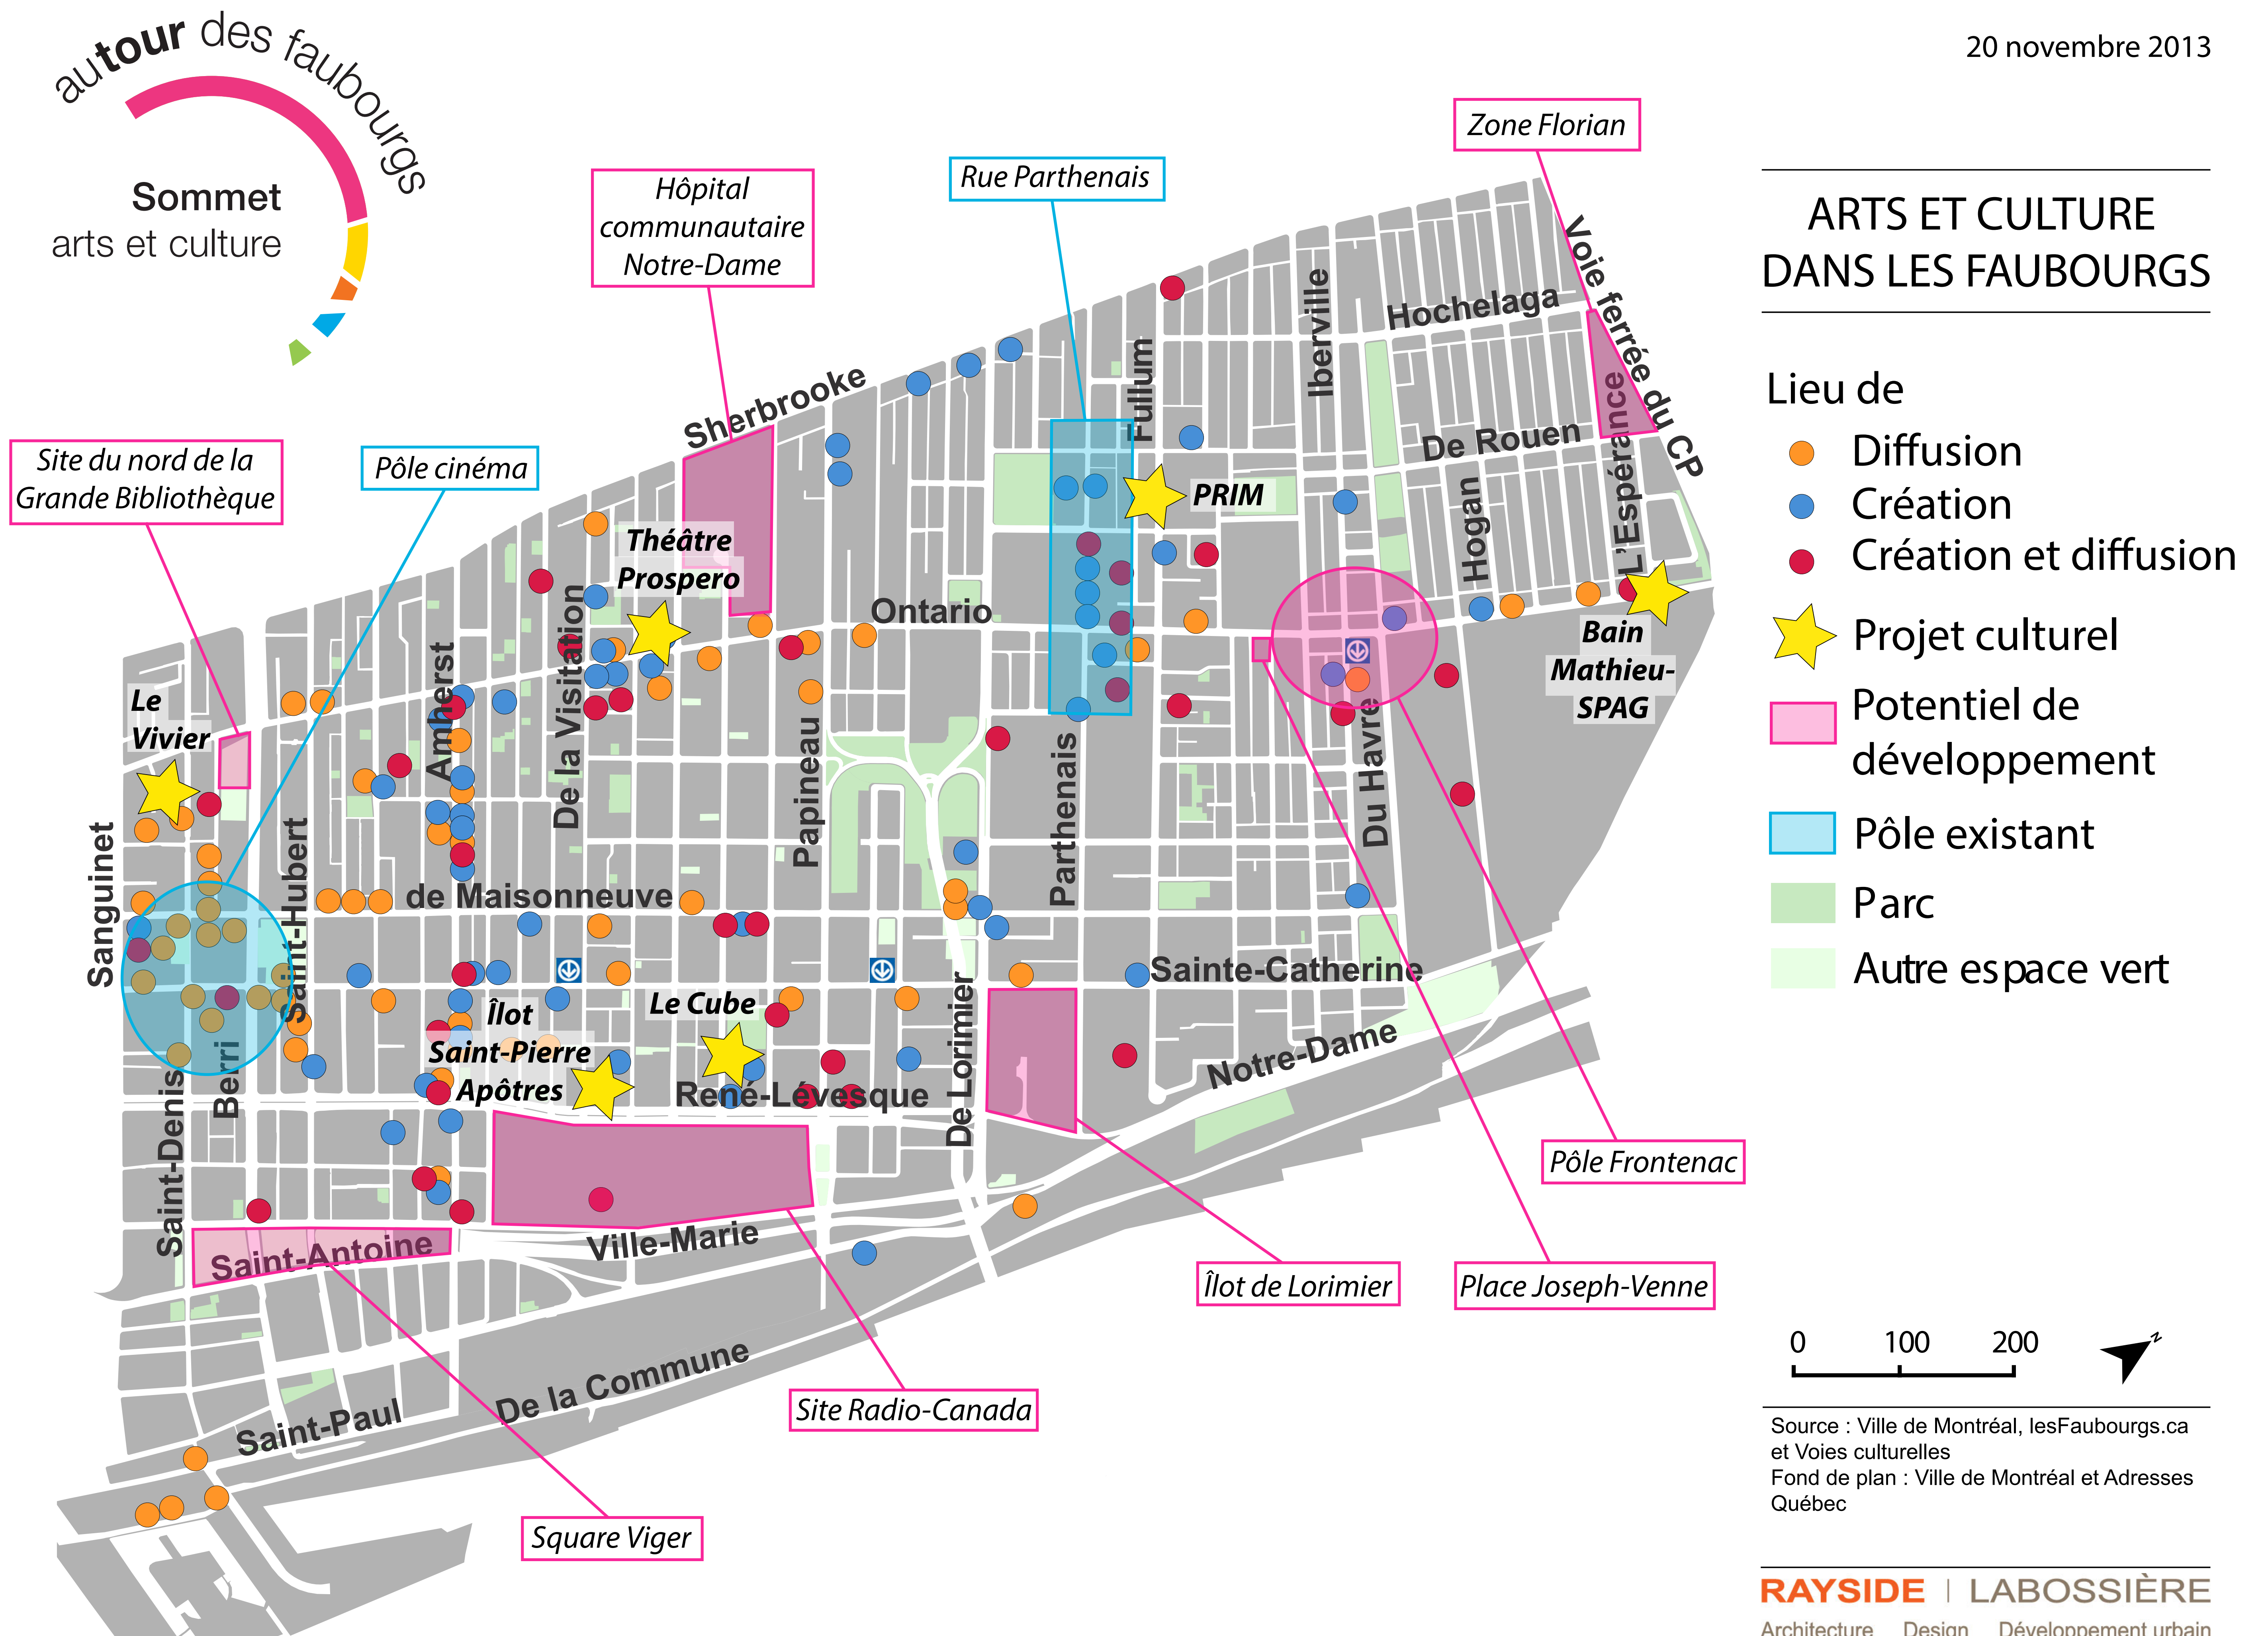 autour des faubourgs
Sommet
arts et culture
20 novembre 2013
ARTS ET CULTURE
DANS LES FAUBOURGS
Lieu de
Diffusion
Création
Création et diffusion
Projet culturel
Potentiel de
développement
Pôle existant
Parc
Autre espace vert
Zone Florian
Rue Parthenais
Hôpital
communautaire
Notre-Dame
Site du nord de la
Grande Bibliothèque
Pôle cinéma
Voie ferrée du CP
Hochelaga
Iberville
Fullum
Sherbrooke
L'Espérance
De Rouen
Hogan
PRIM
Théâtre
Prospero
Ontario
De la Visitation
Amherst
Bain
Mathieu-
SPAG
Le
Vivier
Papineau
Parthenais
Du Havre
Sanguinet
Saint-Hubert
de Maisonneuve
Sainte-Catherine
Le Cube
Îlot
Saint-Pierre
Apôtres
De Lorimier
Notre-Dame
Berri
Saint-Denis
René-Lévesque
Pôle Frontenac
Ville-Marie
Saint-Antoine
Îlot de Lorimier
Place Joseph-Venne
De la Commune
Saint-Paul
Site Radio-Canada
Square Viger
0 100 200
N
Source : Ville de Montréal, lesFaubourgs.ca
et Voies culturelles
Fond de plan : Ville de Montréal et Adresses
Québec
RAYSIDE | LABOSSIÈRE
Architecture Design Développement urbain